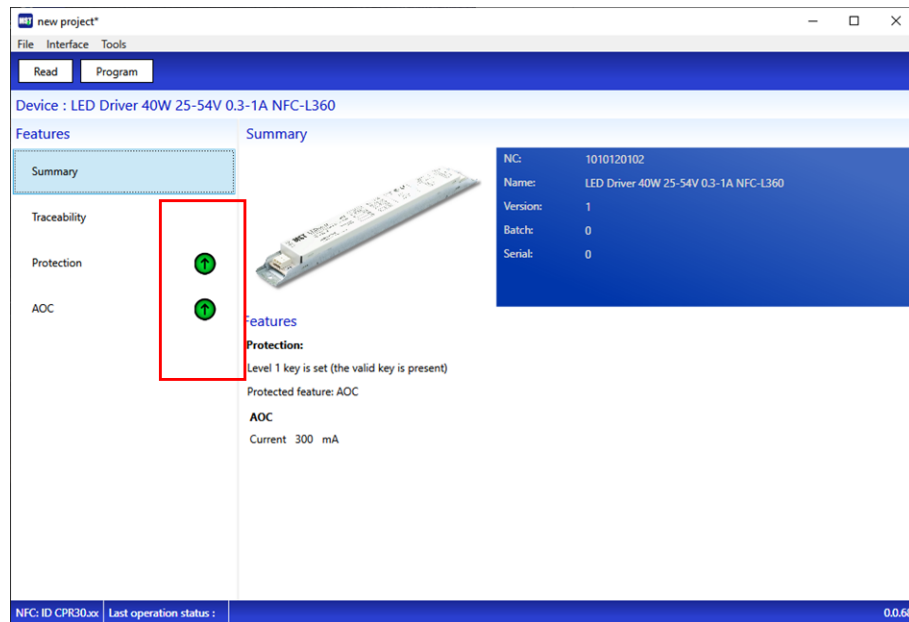 new project*
File Interface Tools
Read Program
Device : LED Driver 40W 25-54V 0.3-1A NFC-L360
Features
Summary
Traceability
Protection
AOC
Summary
NC: 1010120102
Name: LED Driver 40W 25-54V 0.3-1A NFC-L360
Version: 1
Batch: 0
Serial: 0
Features
Protection:
Level 1 key is set (the valid key is present)
Protected feature: AOC
AOC
Current 300 mA
NFC: ID CPR30.xx Last operation status :